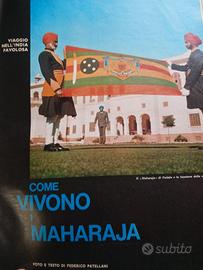 VIAGGIO
NELL'INDIA
FAVOLOSA
COME
VIVONO
I
MAHARAJA
FOTO E TESTO DI FEDERICO PATELLANI
subito